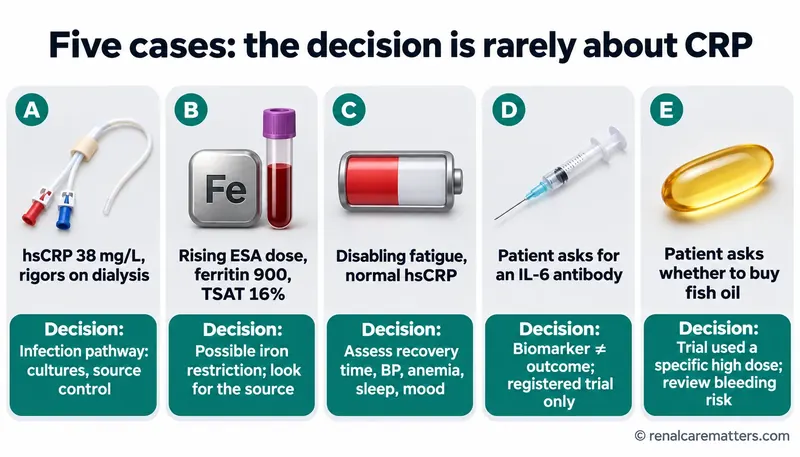 Five cases: the decision is rarely about CRP
A
hsCRP 38 mg/L,
rigors on dialysis
Decision:
Infection pathway:
cultures, source
control
B
Fe
Rising ESA dose,
ferritin 900,
TSAT 16%
Decision:
Possible iron
restriction; look
for the source
C
Disabling fatigue,
normal hsCRP
Decision:
Assess recovery
time, BP, anemia,
sleep, mood
D
Patient asks for
an IL-6 antibody
Decision:
Biomarker ≠
outcome;
registered trial
only
E
Patient asks
whether to buy
fish oil
Decision:
Trial used a
specific high dose;
review bleeding
risk
© renalcarematters.com